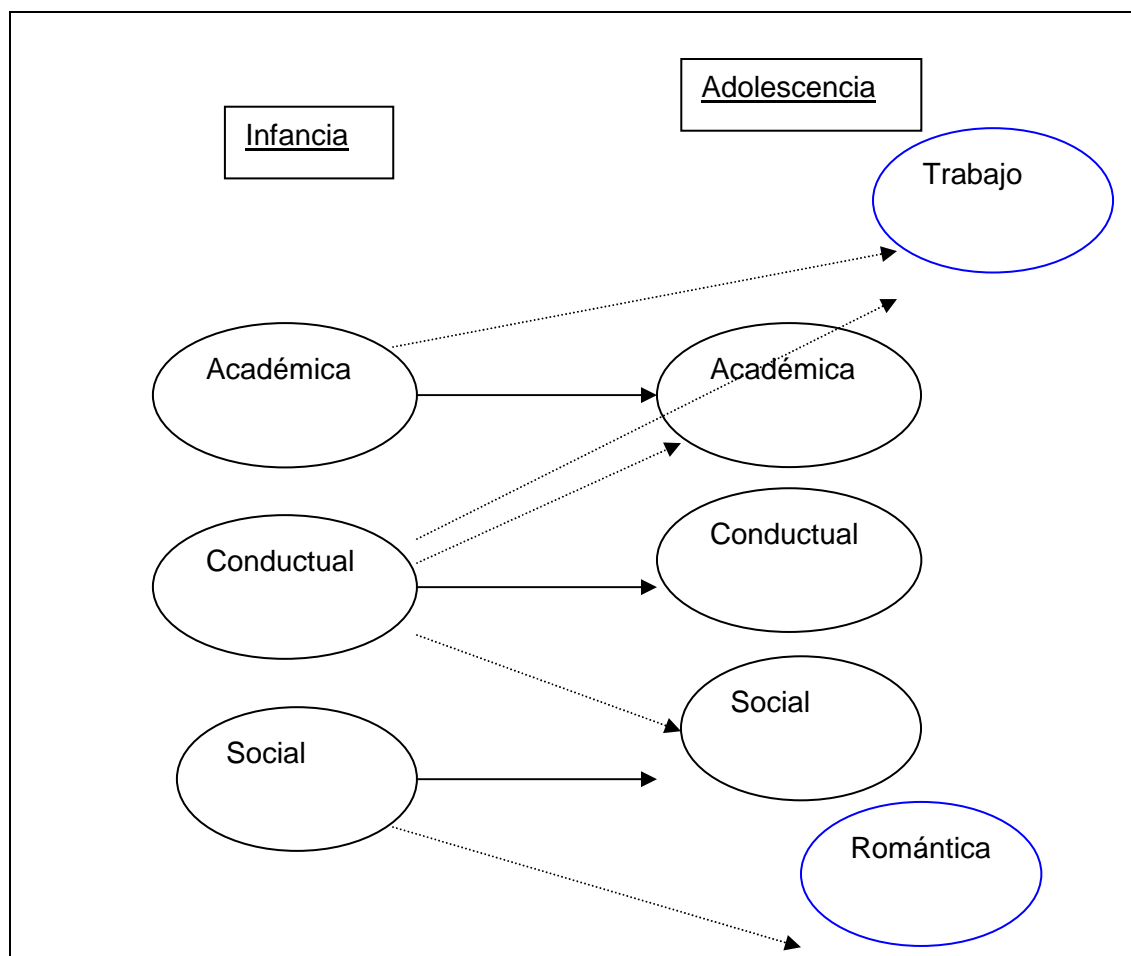 Adolescencia
Infancia
Trabajo
Académica
Académica
Conductual
Conductual
Social
Social
Romántica